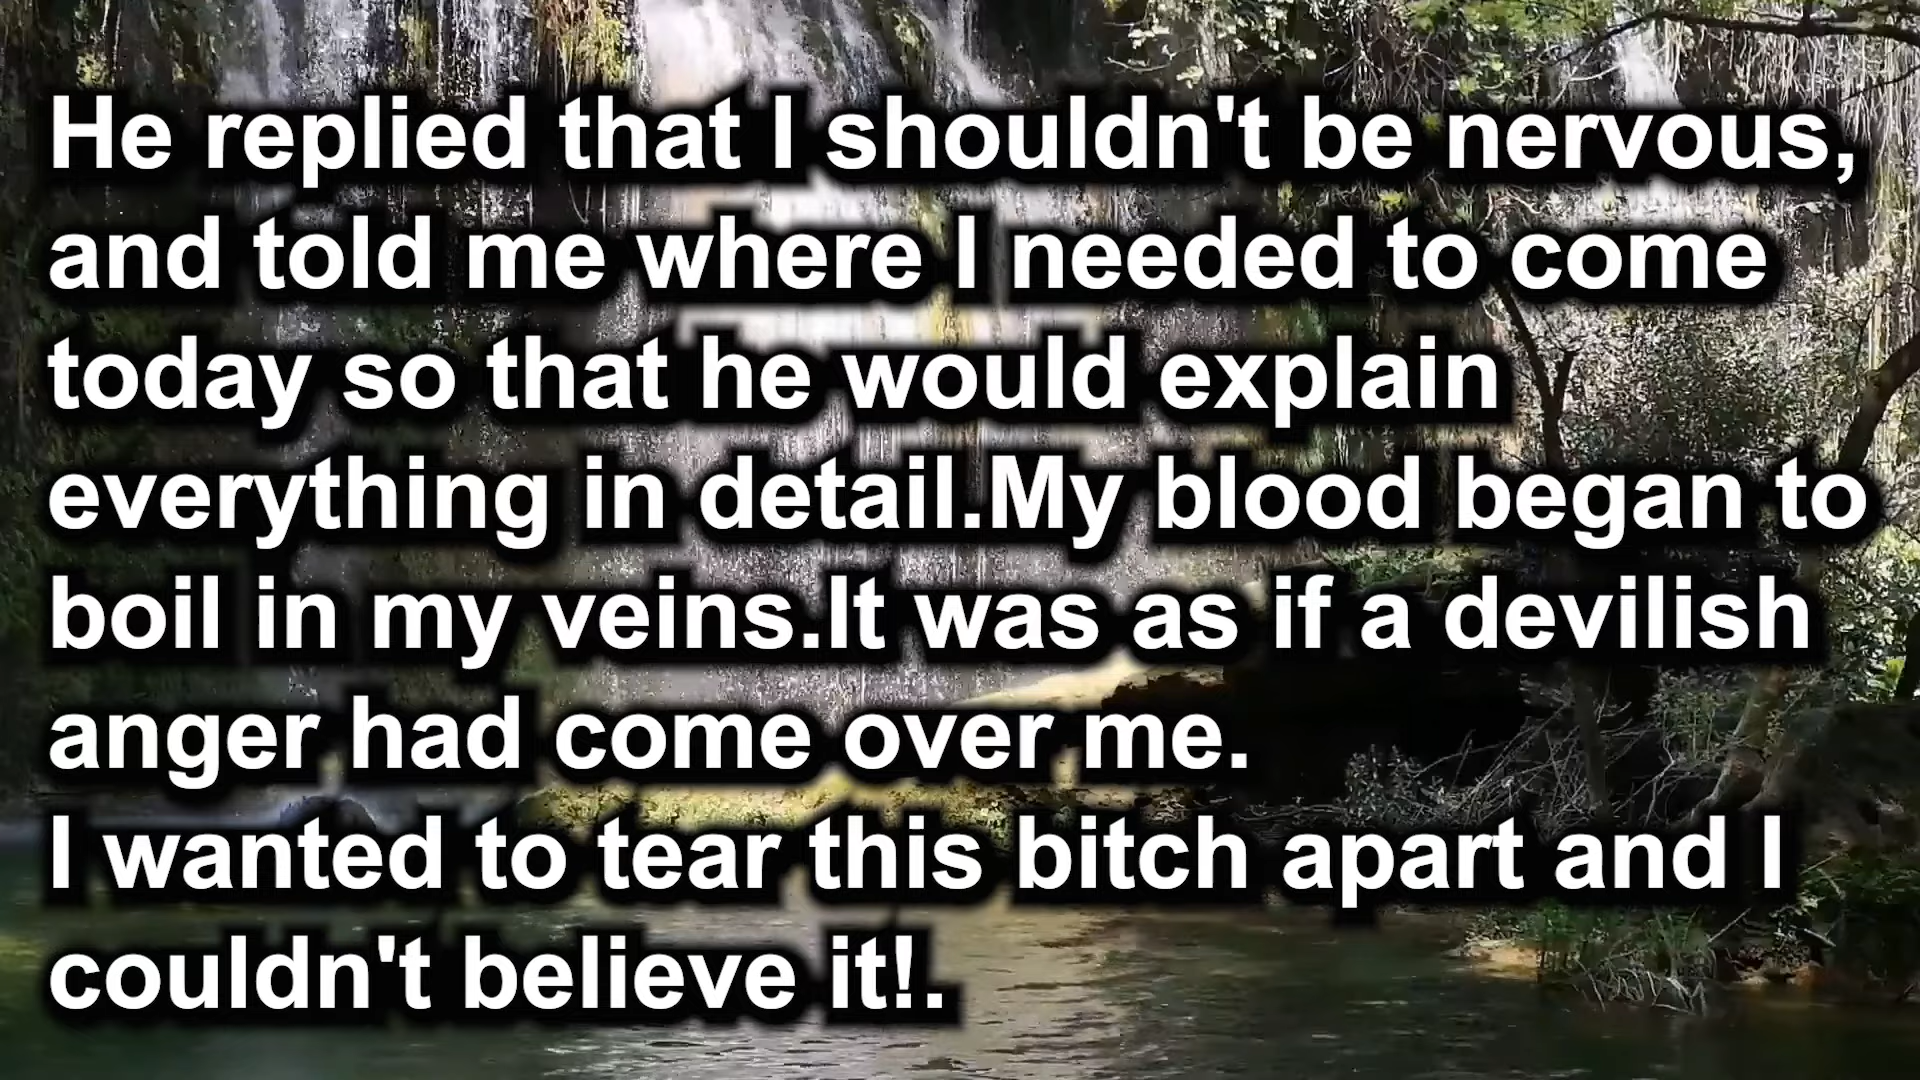 He replied that I shouldn't be nervous,
and told me where I needed to come
today so that he would explain
everything in detail.My blood began to
boil in my veins.It was as if a devilish
anger had come over me.
I wanted to tear this bitch apart and I
couldn't believe it!.